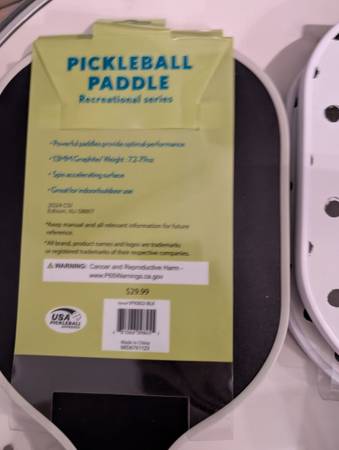 PICKLEBALL
PADDLE
Recreational series
• Powerful paddles provide optimal performance
• 13MM Graphite/ Weight : 7.2-7.9oz
• Spin accelerating surface
• Great for indoor/outdoor use
2024 CSI
Edison, NJ 08817
*Keep manual and all relevant information for future
reference.
*All brand, product names and logos are trademarks
or registered trademarks of their respective companies.
⚠ WARNING: Cancer and Reproductive Harm -
www.P65Warnings.ca.gov
$29.99
USA
PICKLEBALL
APPROVED
Made in China